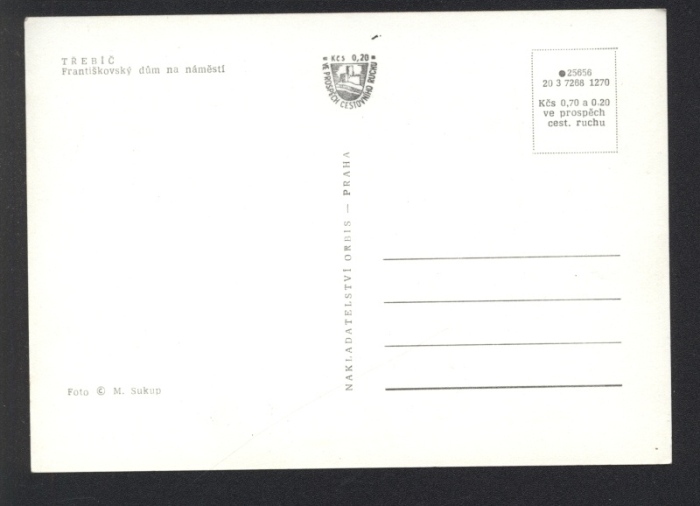 TŘEBÍČ
Františkovský dům na náměstí
* Kčs 0,20 *
VE PROSPĚCH CESTOVNÍHO RUCHU
●25656
20 3 7266 1270
Kčs 0,70 a 0.20
ve prospěch
cest. ruchu
NAKLADATELSTVÍ ORBIS — PRAHA
Foto © M. Sukup